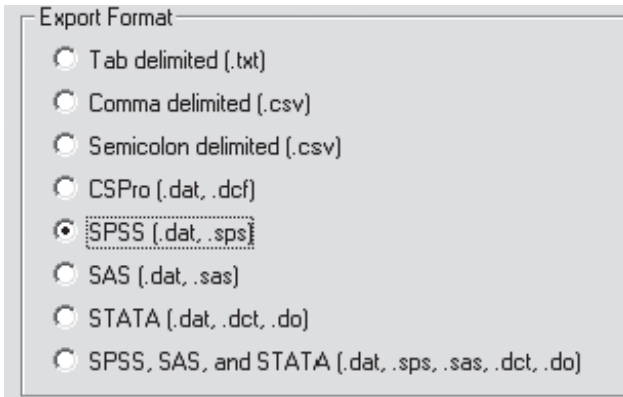 Export Format
Tab delimited (.txt)
Comma delimited (.csv)
Semicolon delimited (.csv)
CSPro (.dat, .dcf)
SPSS (.dat, .sps)
SAS (.dat, .sas)
STATA (.dat, .dct, .do)
SPSS, SAS, and STATA (.dat, .sps, .sas, .dct, .do)